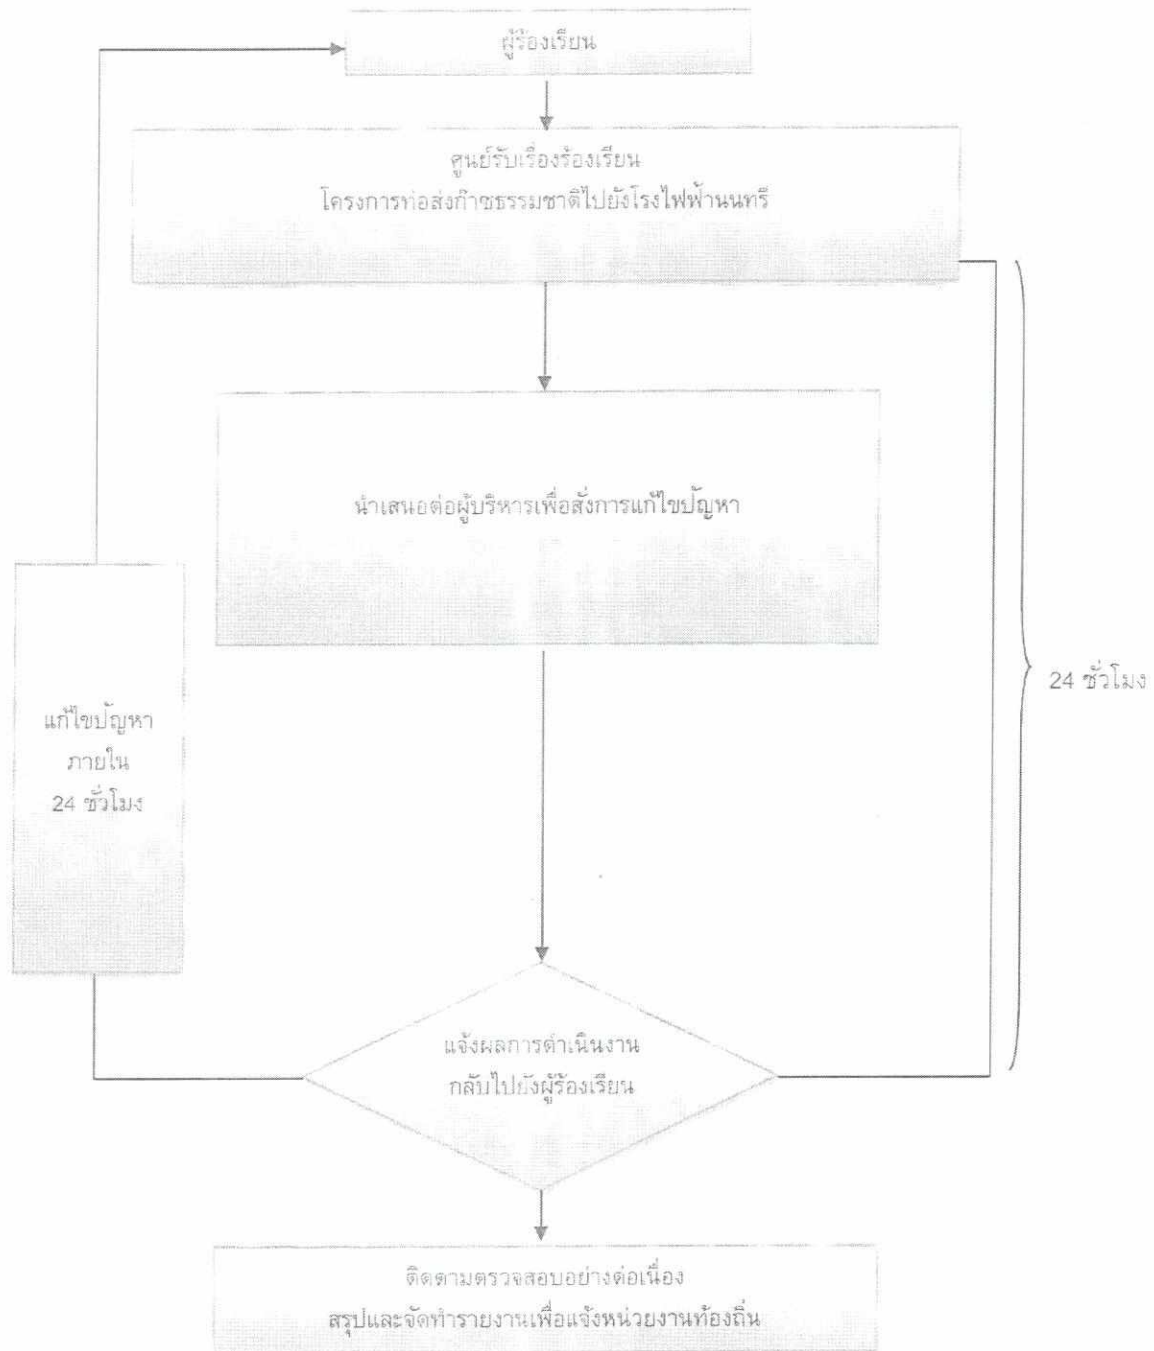 ผู้ร้องเรียน
ศูนย์รับเรื่องร้องเรียน
โครงการท่อส่งก๊าซธรรมชาติไปยังโรงไฟฟ้านนทรี
นำเสนอต่อผู้บริหารเพื่อสั่งการแก้ไขปัญหา
24 ชั่วโมง
แก้ไขปัญหา
ภายใน
24 ชั่วโมง
แจ้งผลการดำเนินงาน
กลับไปยังผู้ร้องเรียน
ติดตามตรวจสอบอย่างต่อเนื่อง
สรุปและจัดทำรายงานเพื่อแจ้งหน่วยงานท้องถิ่น